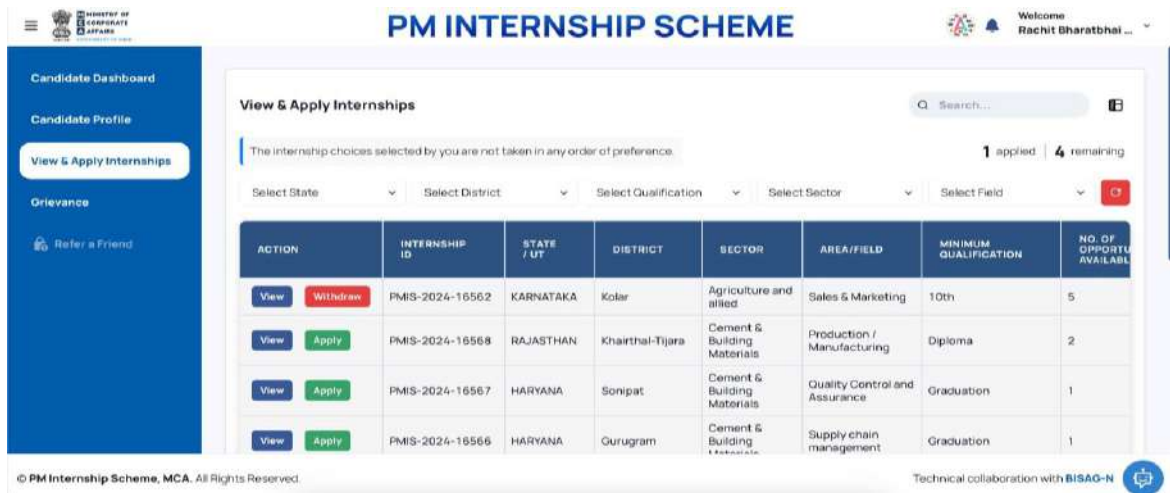 MINISTRY OF
CORPORATE
AFFAIRS
PM INTERNSHIP SCHEME
Welcome
Rachit Bharatbhai ...
Candidate Dashboard
Candidate Profile
View & Apply Internships
Grievance
Refer a Friend
View & Apply Internships
Search...
The internship choices selected by you are not taken in any order of preference.
1 applied | 4 remaining
Select State Select District Select Qualification Select Sector Select Field
ACTION INTERNSHIP ID STATE / UT DISTRICT SECTOR AREA/FIELD MINIMUM QUALIFICATION NO. OF OPPORTU AVAILABL
View Withdraw PMIS-2024-16562 KARNATAKA Kolar Agriculture and allied Sales & Marketing 10th 5
View Apply PMIS-2024-16568 RAJASTHAN Khairthal-Tijara Cement & Building Materials Production / Manufacturing Diploma 2
View Apply PMIS-2024-16567 HARYANA Sonipat Cement & Building Materials Quality Control and Assurance Graduation 1
View Apply PMIS-2024-16566 HARYANA Gurugram Cement & Building Supply chain management Graduation 1
© PM Internship Scheme, MCA. All Rights Reserved.
Technical collaboration with BISAG-N